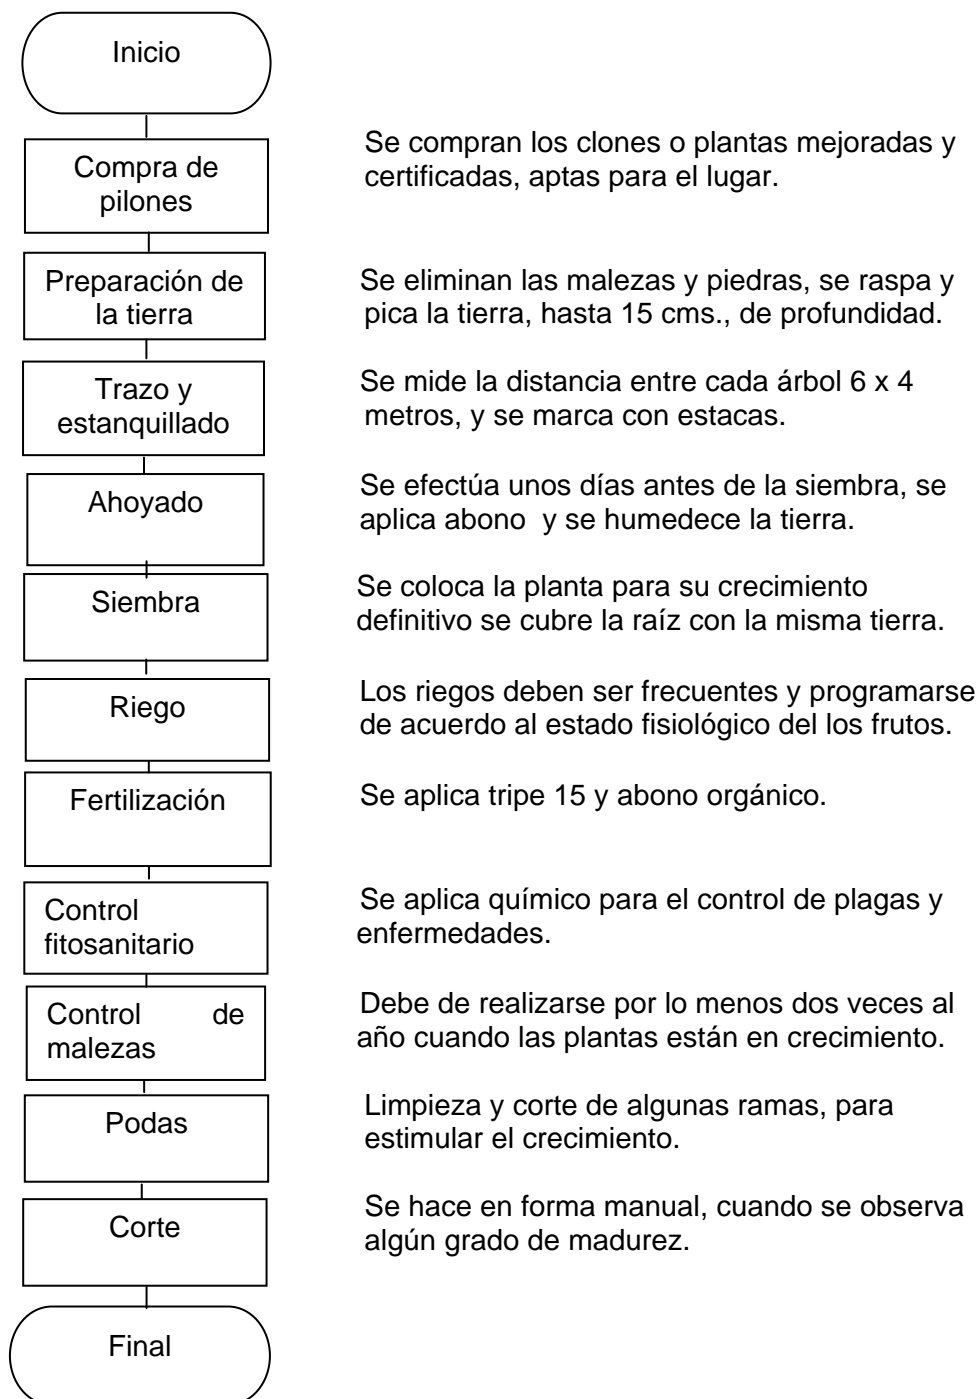 Inicio
Compra de
pilones
Se compran los clones o plantas mejoradas y
certificadas, aptas para el lugar.
Preparación de
la tierra
Se eliminan las malezas y piedras, se raspa y
pica la tierra, hasta 15 cms., de profundidad.
Trazo y
estanquillado
Se mide la distancia entre cada árbol 6 x 4
metros, y se marca con estacas.
Ahoyado
Se efectúa unos días antes de la siembra, se
aplica abono  y se humedece la tierra.
Siembra
Se coloca la planta para su crecimiento
definitivo se cubre la raíz con la misma tierra.
Riego
Los riegos deben ser frecuentes y programarse
de acuerdo al estado fisiológico del los frutos.
Fertilización
Se aplica tripe 15 y abono orgánico.
Control
fitosanitario
Se aplica químico para el control de plagas y
enfermedades.
Control de
malezas
Debe de realizarse por lo menos dos veces al
año cuando las plantas están en crecimiento.
Podas
Limpieza y corte de algunas ramas, para
estimular el crecimiento.
Corte
Se hace en forma manual, cuando se observa
algún grado de madurez.
Final